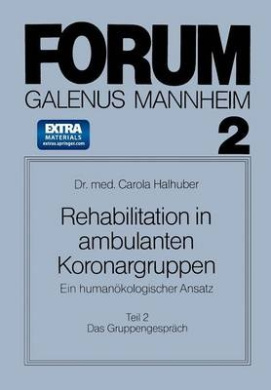 FORUM
GALENUS MANNHEIM
2
EXTRA
MATERIALS
extras.springer.com
Dr. med. Carola Halhuber
Rehabilitation in
ambulanten
Koronargruppen
Ein humanökologischer Ansatz
Teil 2
Das Gruppengespräch